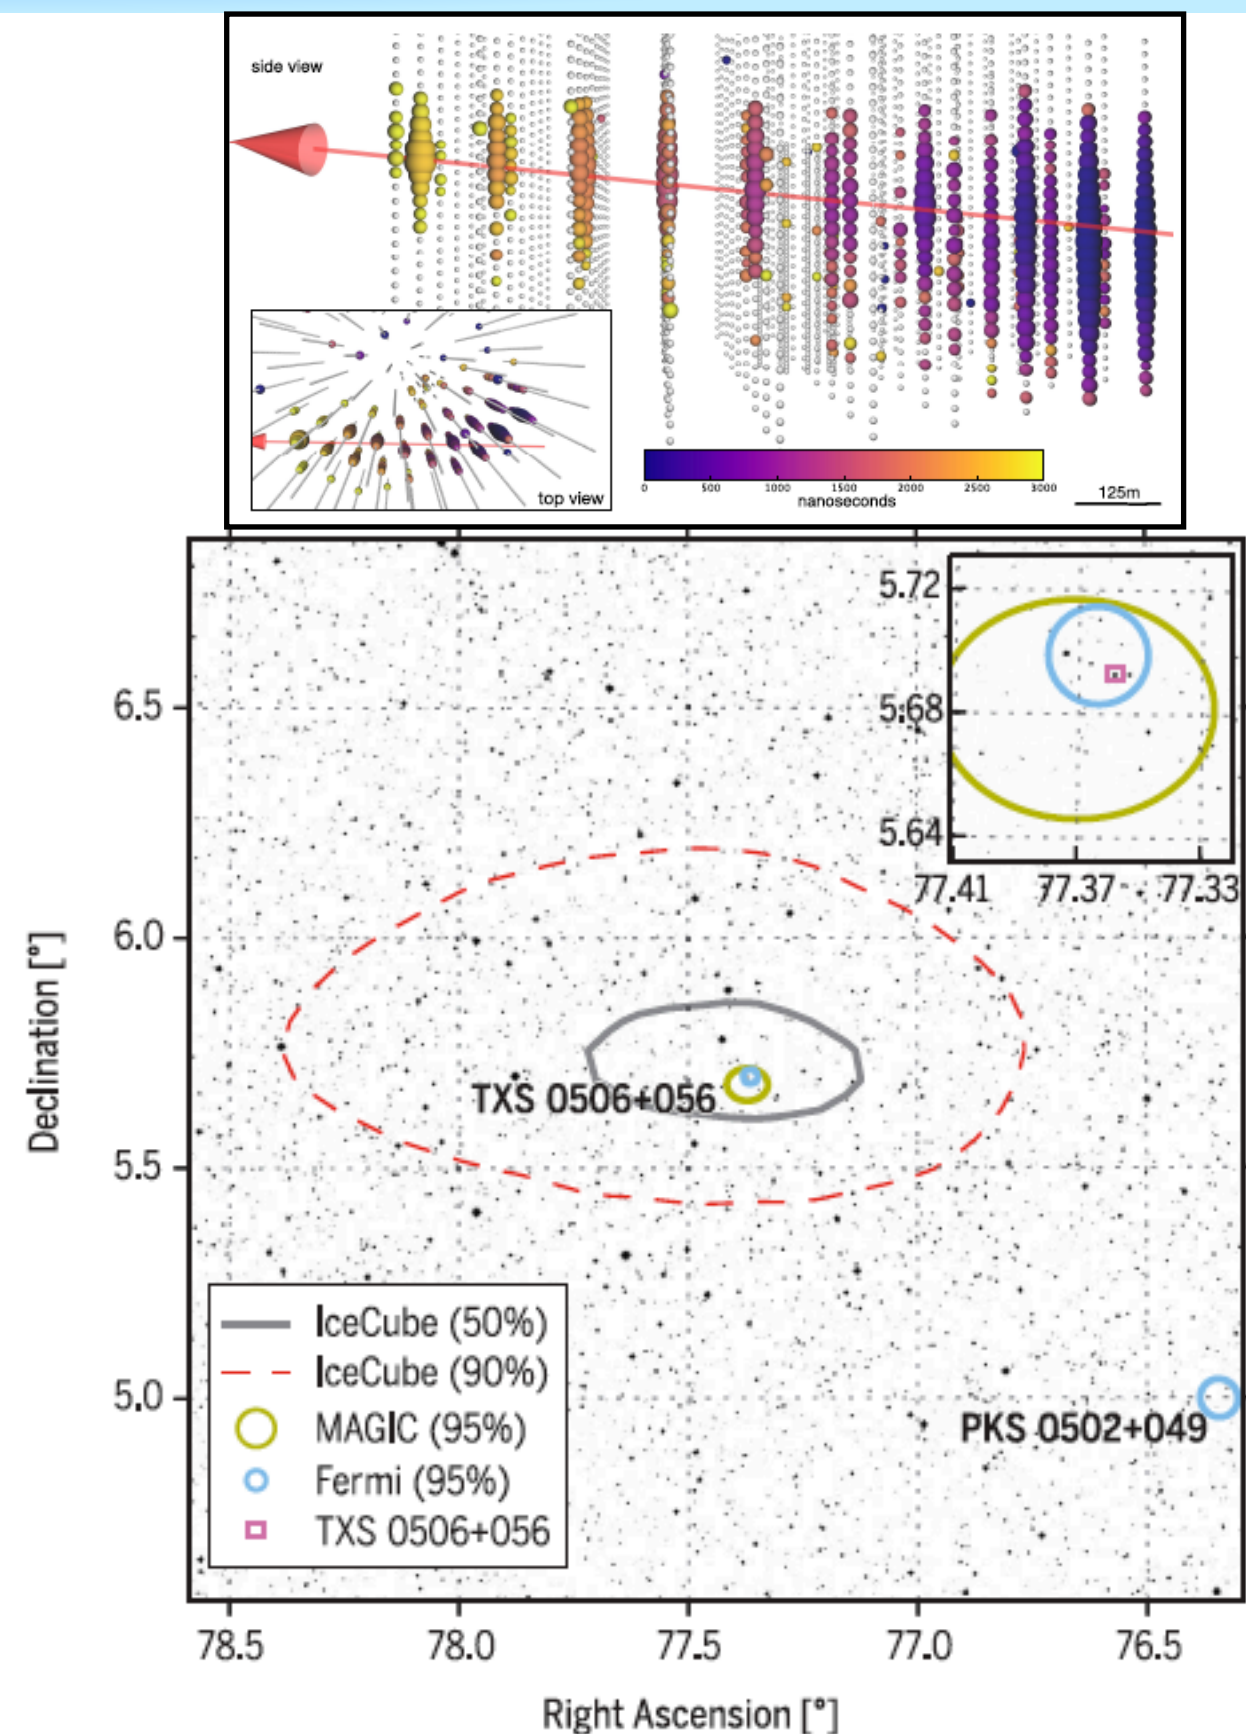 side view
top view
0 500 1000 1500 2000 2500 3000
nanoseconds
125m
5.72
5.68
5.64
77.41 77.37 77.33
6.5
6.0
5.5
5.0
Declination [°]
TXS 0506+056
PKS 0502+049
IceCube (50%)
IceCube (90%)
MAGIC (95%)
Fermi (95%)
TXS 0506+056
78.5 78.0 77.5 77.0 76.5
Right Ascension [°]